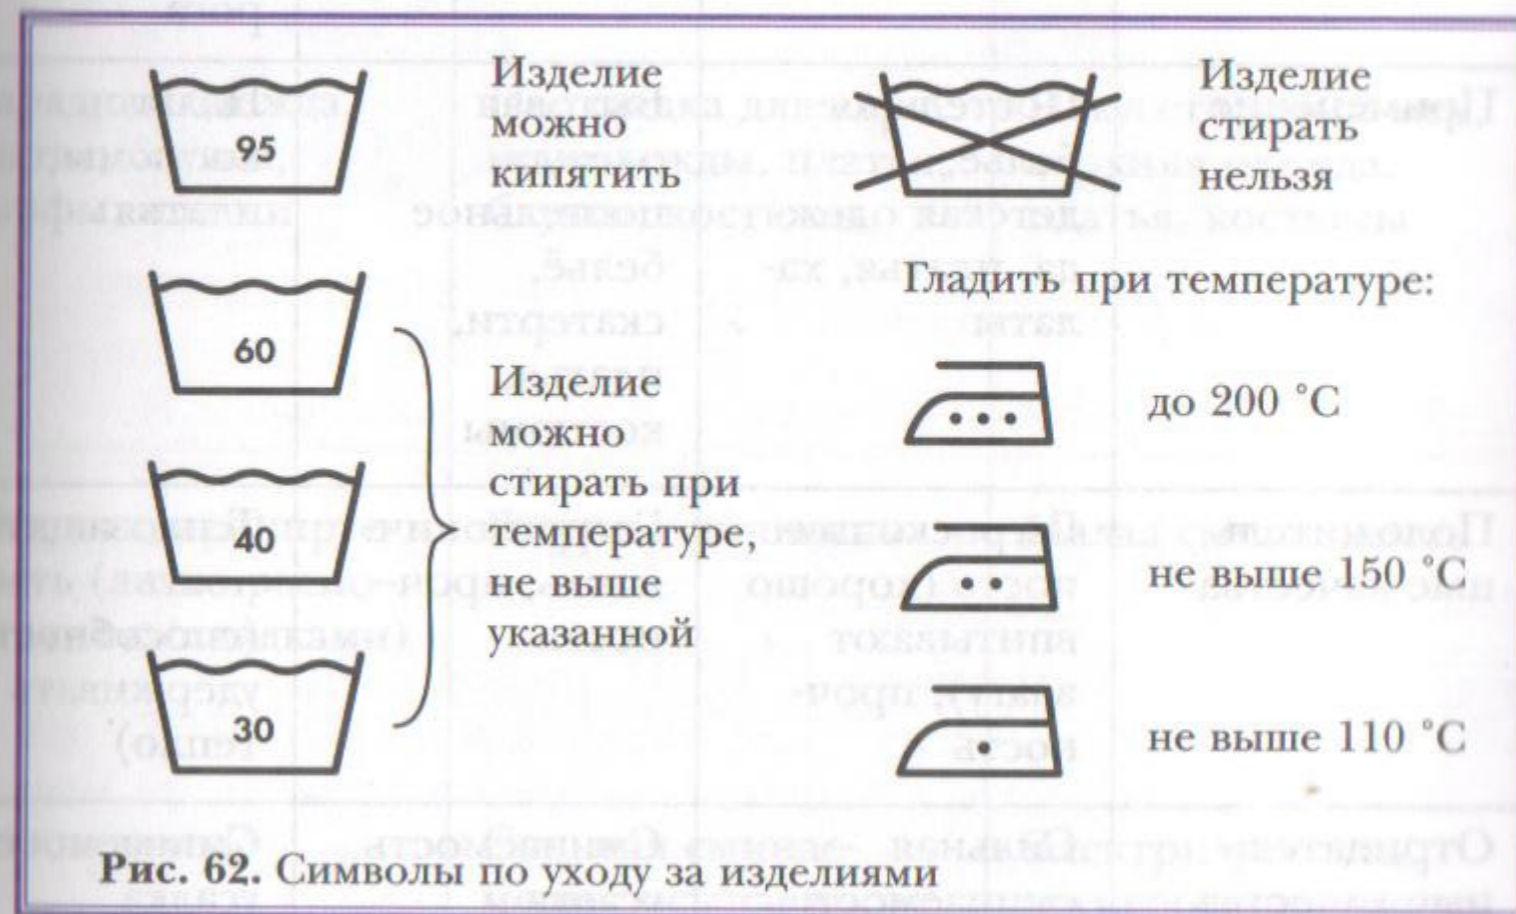 95
Изделие
можно
кипятить
60
40
30
Изделие
можно
стирать при
температуре,
не выше
указанной
Изделие
стирать
нельзя
Гладить при температуре:
до 200 °C
не выше 150 °C
не выше 110 °C
Рис. 62. Символы по уходу за изделиями